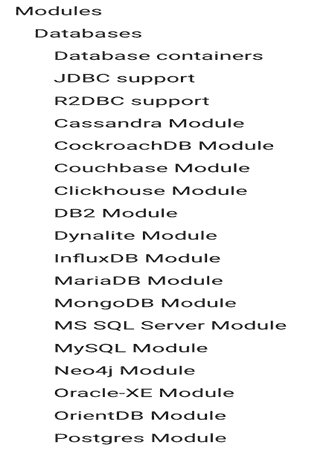 Modules
Databases
Database containers
JDBC support
R2DBC support
Cassandra Module
CockroachDB Module
Couchbase Module
Clickhouse Module
DB2 Module
Dynalite Module
InfluxDB Module
MariaDB Module
MongoDB Module
MS SQL Server Module
MySQL Module
Neo4j Module
Oracle-XE Module
OrientDB Module
Postgres Module